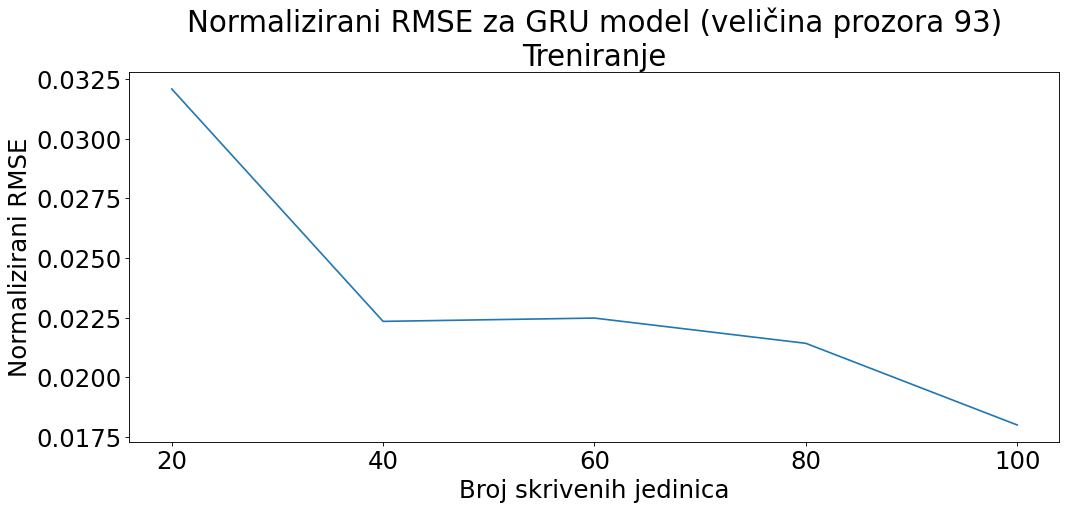 Normalizirani RMSE za GRU model (veličina prozora 93)
Treniranje
Normalizirani RMSE
0.0325
0.0300
0.0275
0.0250
0.0225
0.0200
0.0175
20 40 60 80 100
Broj skrivenih jedinica